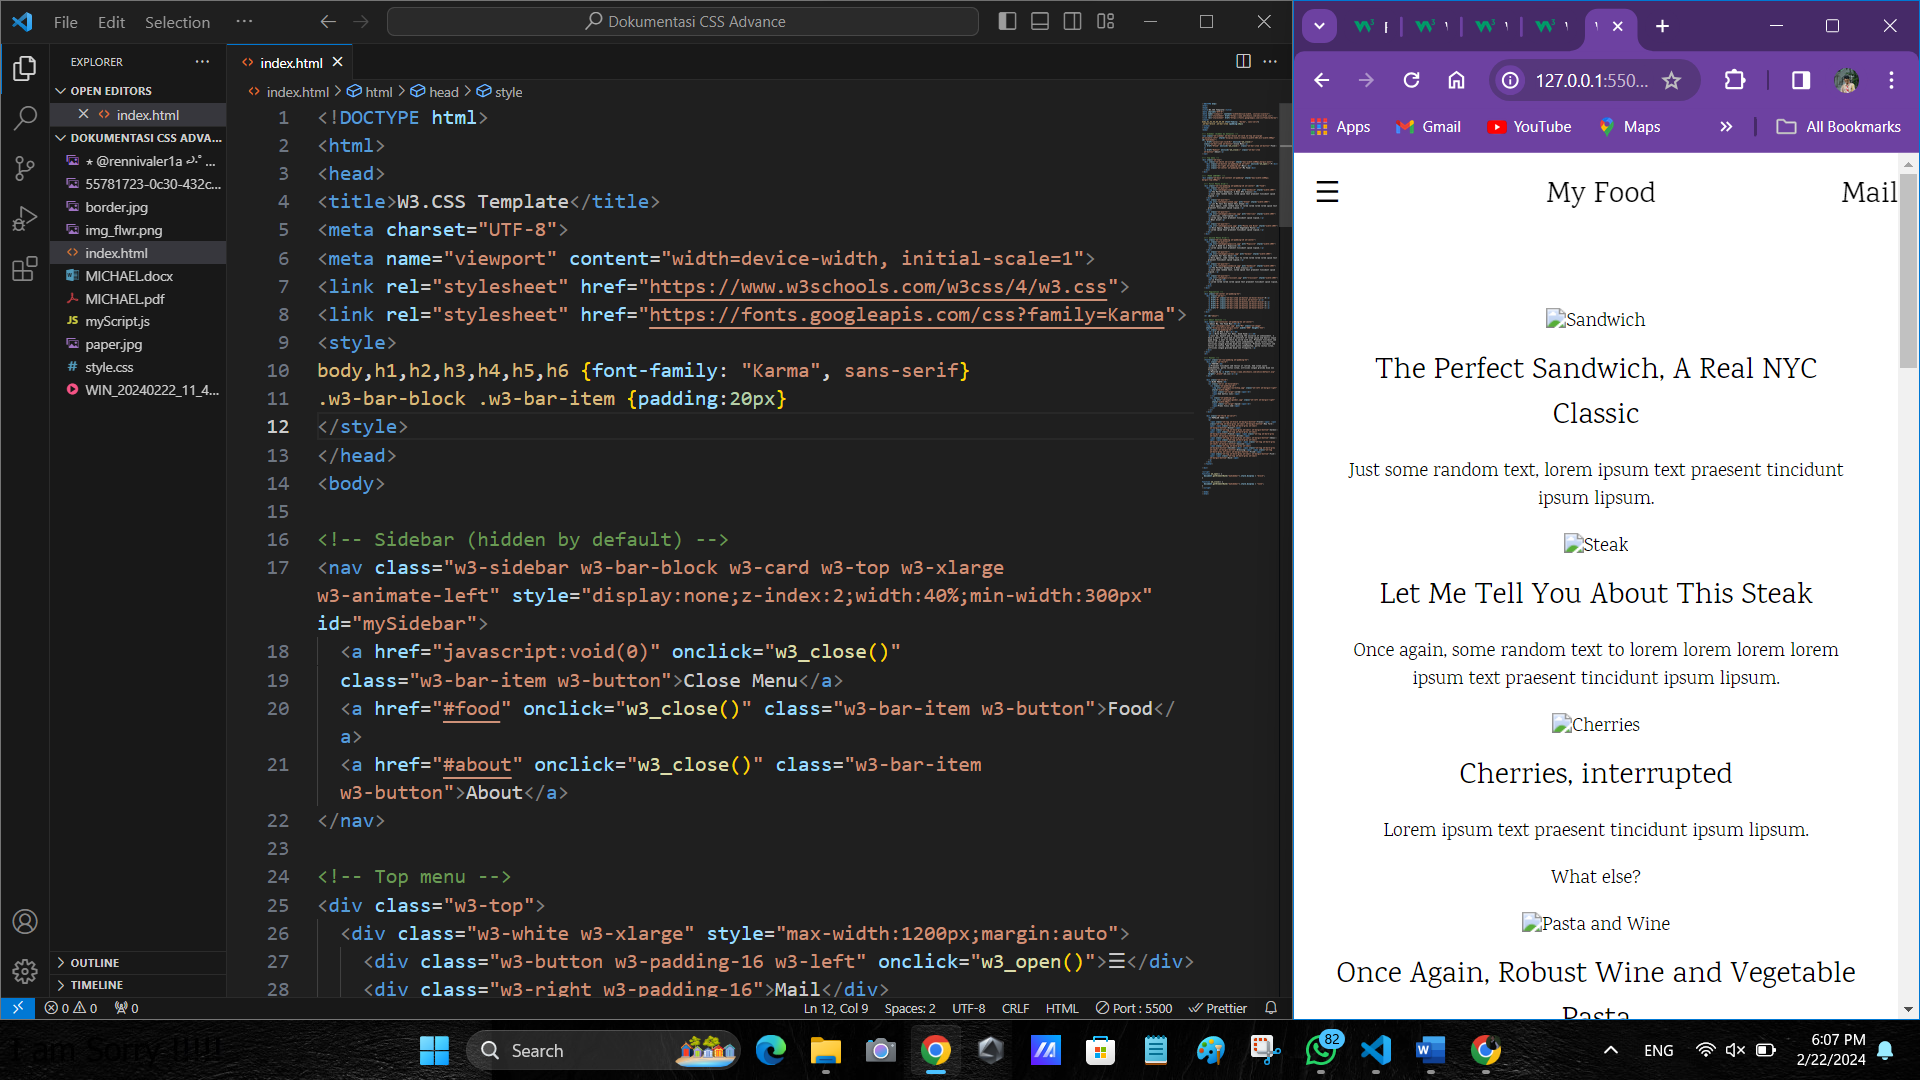 File Edit Selection ··· Dokumentasi CSS Advance
EXPLORER ···
OPEN EDITORS
index.html
DOKUMENTASI CSS ADVA...
⋆ @rennivaler1a ...
55781723-0c30-432c...
border.jpg
img_flwr.png
index.html
MICHAEL.docx
MICHAEL.pdf
JS myScript.js
paper.jpg
# style.css
WIN_20240222_11_4...
OUTLINE
TIMELINE
index.html
index.html > html > head > style
1 <!DOCTYPE html>
2 <html>
3 <head>
4 <title>W3.CSS Template</title>
5 <meta charset="UTF-8">
6 <meta name="viewport" content="width=device-width, initial-scale=1">
7 <link rel="stylesheet" href="https://www.w3schools.com/w3css/4/w3.css">
8 <link rel="stylesheet" href="https://fonts.googleapis.com/css?family=Karma">
9 <style>
10 body,h1,h2,h3,h4,h5,h6 {font-family: "Karma", sans-serif}
11 .w3-bar-block .w3-bar-item {padding:20px}
12 </style>
13 </head>
14 <body>
15
16 <!-- Sidebar (hidden by default) -->
17 <nav class="w3-sidebar w3-bar-block w3-card w3-top w3-xlarge
w3-animate-left" style="display:none;z-index:2;width:40%;min-width:300px"
id="mySidebar">
18 <a href="javascript:void(0)" onclick="w3_close()"
19 class="w3-bar-item w3-button">Close Menu</a>
20 <a href="#food" onclick="w3_close()" class="w3-bar-item w3-button">Food</
a>
21 <a href="#about" onclick="w3_close()" class="w3-bar-item
w3-button">About</a>
22 </nav>
23
24 <!-- Top menu -->
25 <div class="w3-top">
26 <div class="w3-white w3-xlarge" style="max-width:1200px;margin:auto">
27 <div class="w3-button w3-padding-16 w3-left" onclick="w3_open()">☰</div>
28 <div class="w3-right w3-padding-16">Mail</div>
0 0 0 Ln 12, Col 9 Spaces: 2 UTF-8 CRLF HTML Port : 5500 Prettier
127.0.0.1:550...
Apps Gmail YouTube Maps » All Bookmarks
☰ My Food Mail
Sandwich
The Perfect Sandwich, A Real NYC
Classic
Just some random text, lorem ipsum text praesent tincidunt
ipsum lipsum.
Steak
Let Me Tell You About This Steak
Once again, some random text to lorem lorem lorem lorem
ipsum text praesent tincidunt ipsum lipsum.
Cherries
Cherries, interrupted
Lorem ipsum text praesent tincidunt ipsum lipsum.
What else?
Pasta and Wine
Once Again, Robust Wine and Vegetable
Pasta
Search 82 ENG 6:07 PM
2/22/2024